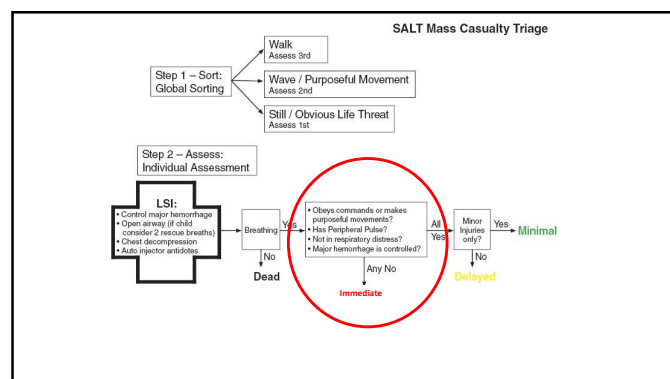 SALT Mass Casualty Triage
Step 1 – Sort:
Global Sorting
Walk
Assess 3rd
Wave / Purposeful Movement
Assess 2nd
Still / Obvious Life Threat
Assess 1st
Step 2 – Assess:
Individual Assessment
LSI:
• Control major hemorrhage
• Open airway (if child
consider 2 rescue breaths)
• Chest decompression
• Auto injector antidotes
Breathing
Yes
No
Dead
• Obeys commands or makes
purposeful movements?
• Has Peripheral Pulse?
• Not in respiratory distress?
• Major hemorrhage is controlled?
Any No
Immediate
All
Yes
Minor
Injuries
only?
Yes
Minimal
No
Delayed